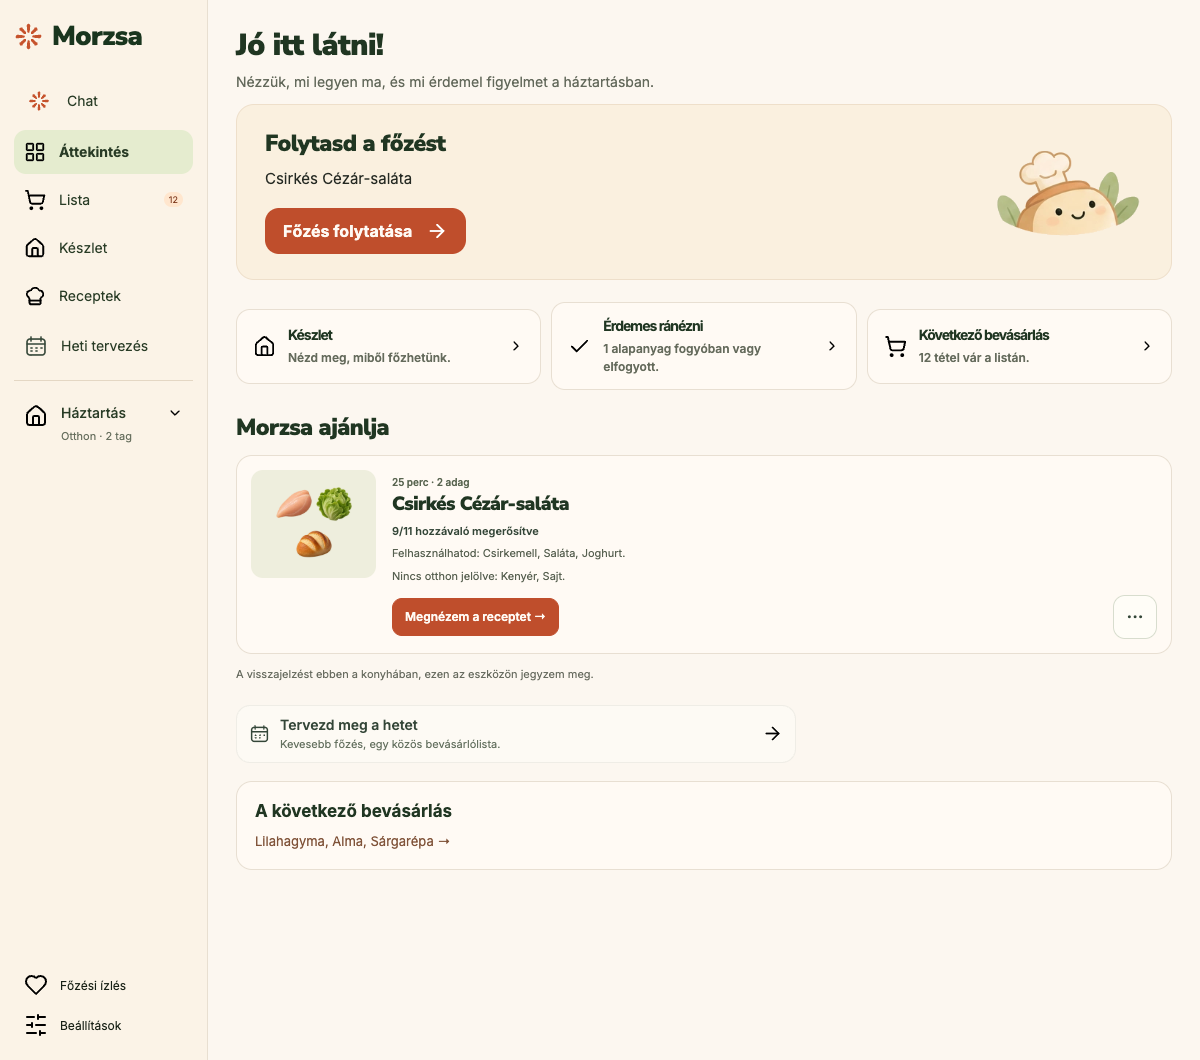 Morzsa
Chat
Áttekintés
Lista 12
Készlet
Receptek
Heti tervezés
Háztartás
Otthon · 2 tag
Főzési ízlés
Beállítások
Jó itt látni!
Nézzük, mi legyen ma, és mi érdemel figyelmet a háztartásban.
Folytasd a főzést
Csirkés Cézár-saláta
Főzés folytatása →
Készlet
Nézd meg, miből főzhetünk.
Érdemes ránézni
1 alapanyag fogyóban vagy
elfogyott.
Következő bevásárlás
12 tétel vár a listán.
Morzsa ajánlja
25 perc · 2 adag
Csirkés Cézár-saláta
9/11 hozzávaló megerősítve
Felhasználhatod: Csirkemell, Saláta, Joghurt.
Nincs otthon jelölve: Kenyér, Sajt.
Megnézem a receptet →
A visszajelzést ebben a konyhában, ezen az eszközön jegyzem meg.
Tervezd meg a hetet
Kevesebb főzés, egy közös bevásárlólista.
A következő bevásárlás
Lilahagyma, Alma, Sárgarépa →